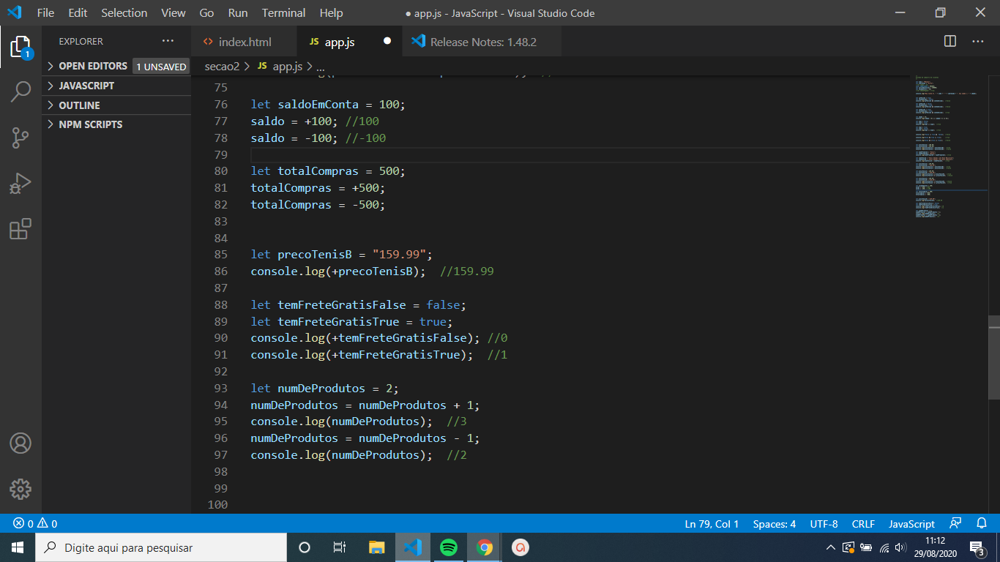 File Edit Selection View Go Run Terminal Help ● app.js - JavaScript - Visual Studio Code
EXPLORER ··· <> index.html JS app.js ● Release Notes: 1.48.2 ···
1
OPEN EDITORS 1 UNSAVED secao2 > JS app.js > ...
JAVASCRIPT
OUTLINE
NPM SCRIPTS
75
76 let saldoEmConta = 100;
77 saldo = +100; //100
78 saldo = -100; //-100
79
80 let totalCompras = 500;
81 totalCompras = +500;
82 totalCompras = -500;
83
84
85 let precoTenisB = "159.99";
86 console.log(+precoTenisB);  //159.99
87
88 let temFreteGratisFalse = false;
89 let temFreteGratisTrue = true;
90 console.log(+temFreteGratisFalse); //0
91 console.log(+temFreteGratisTrue);  //1
92
93 let numDeProdutos = 2;
94 numDeProdutos = numDeProdutos + 1;
95 console.log(numDeProdutos);  //3
96 numDeProdutos = numDeProdutos - 1;
97 console.log(numDeProdutos);  //2
98
99
100
0 0 Ln 79, Col 1 Spaces: 4 UTF-8 CRLF JavaScript
Digite aqui para pesquisar 11:12
29/08/2020 3